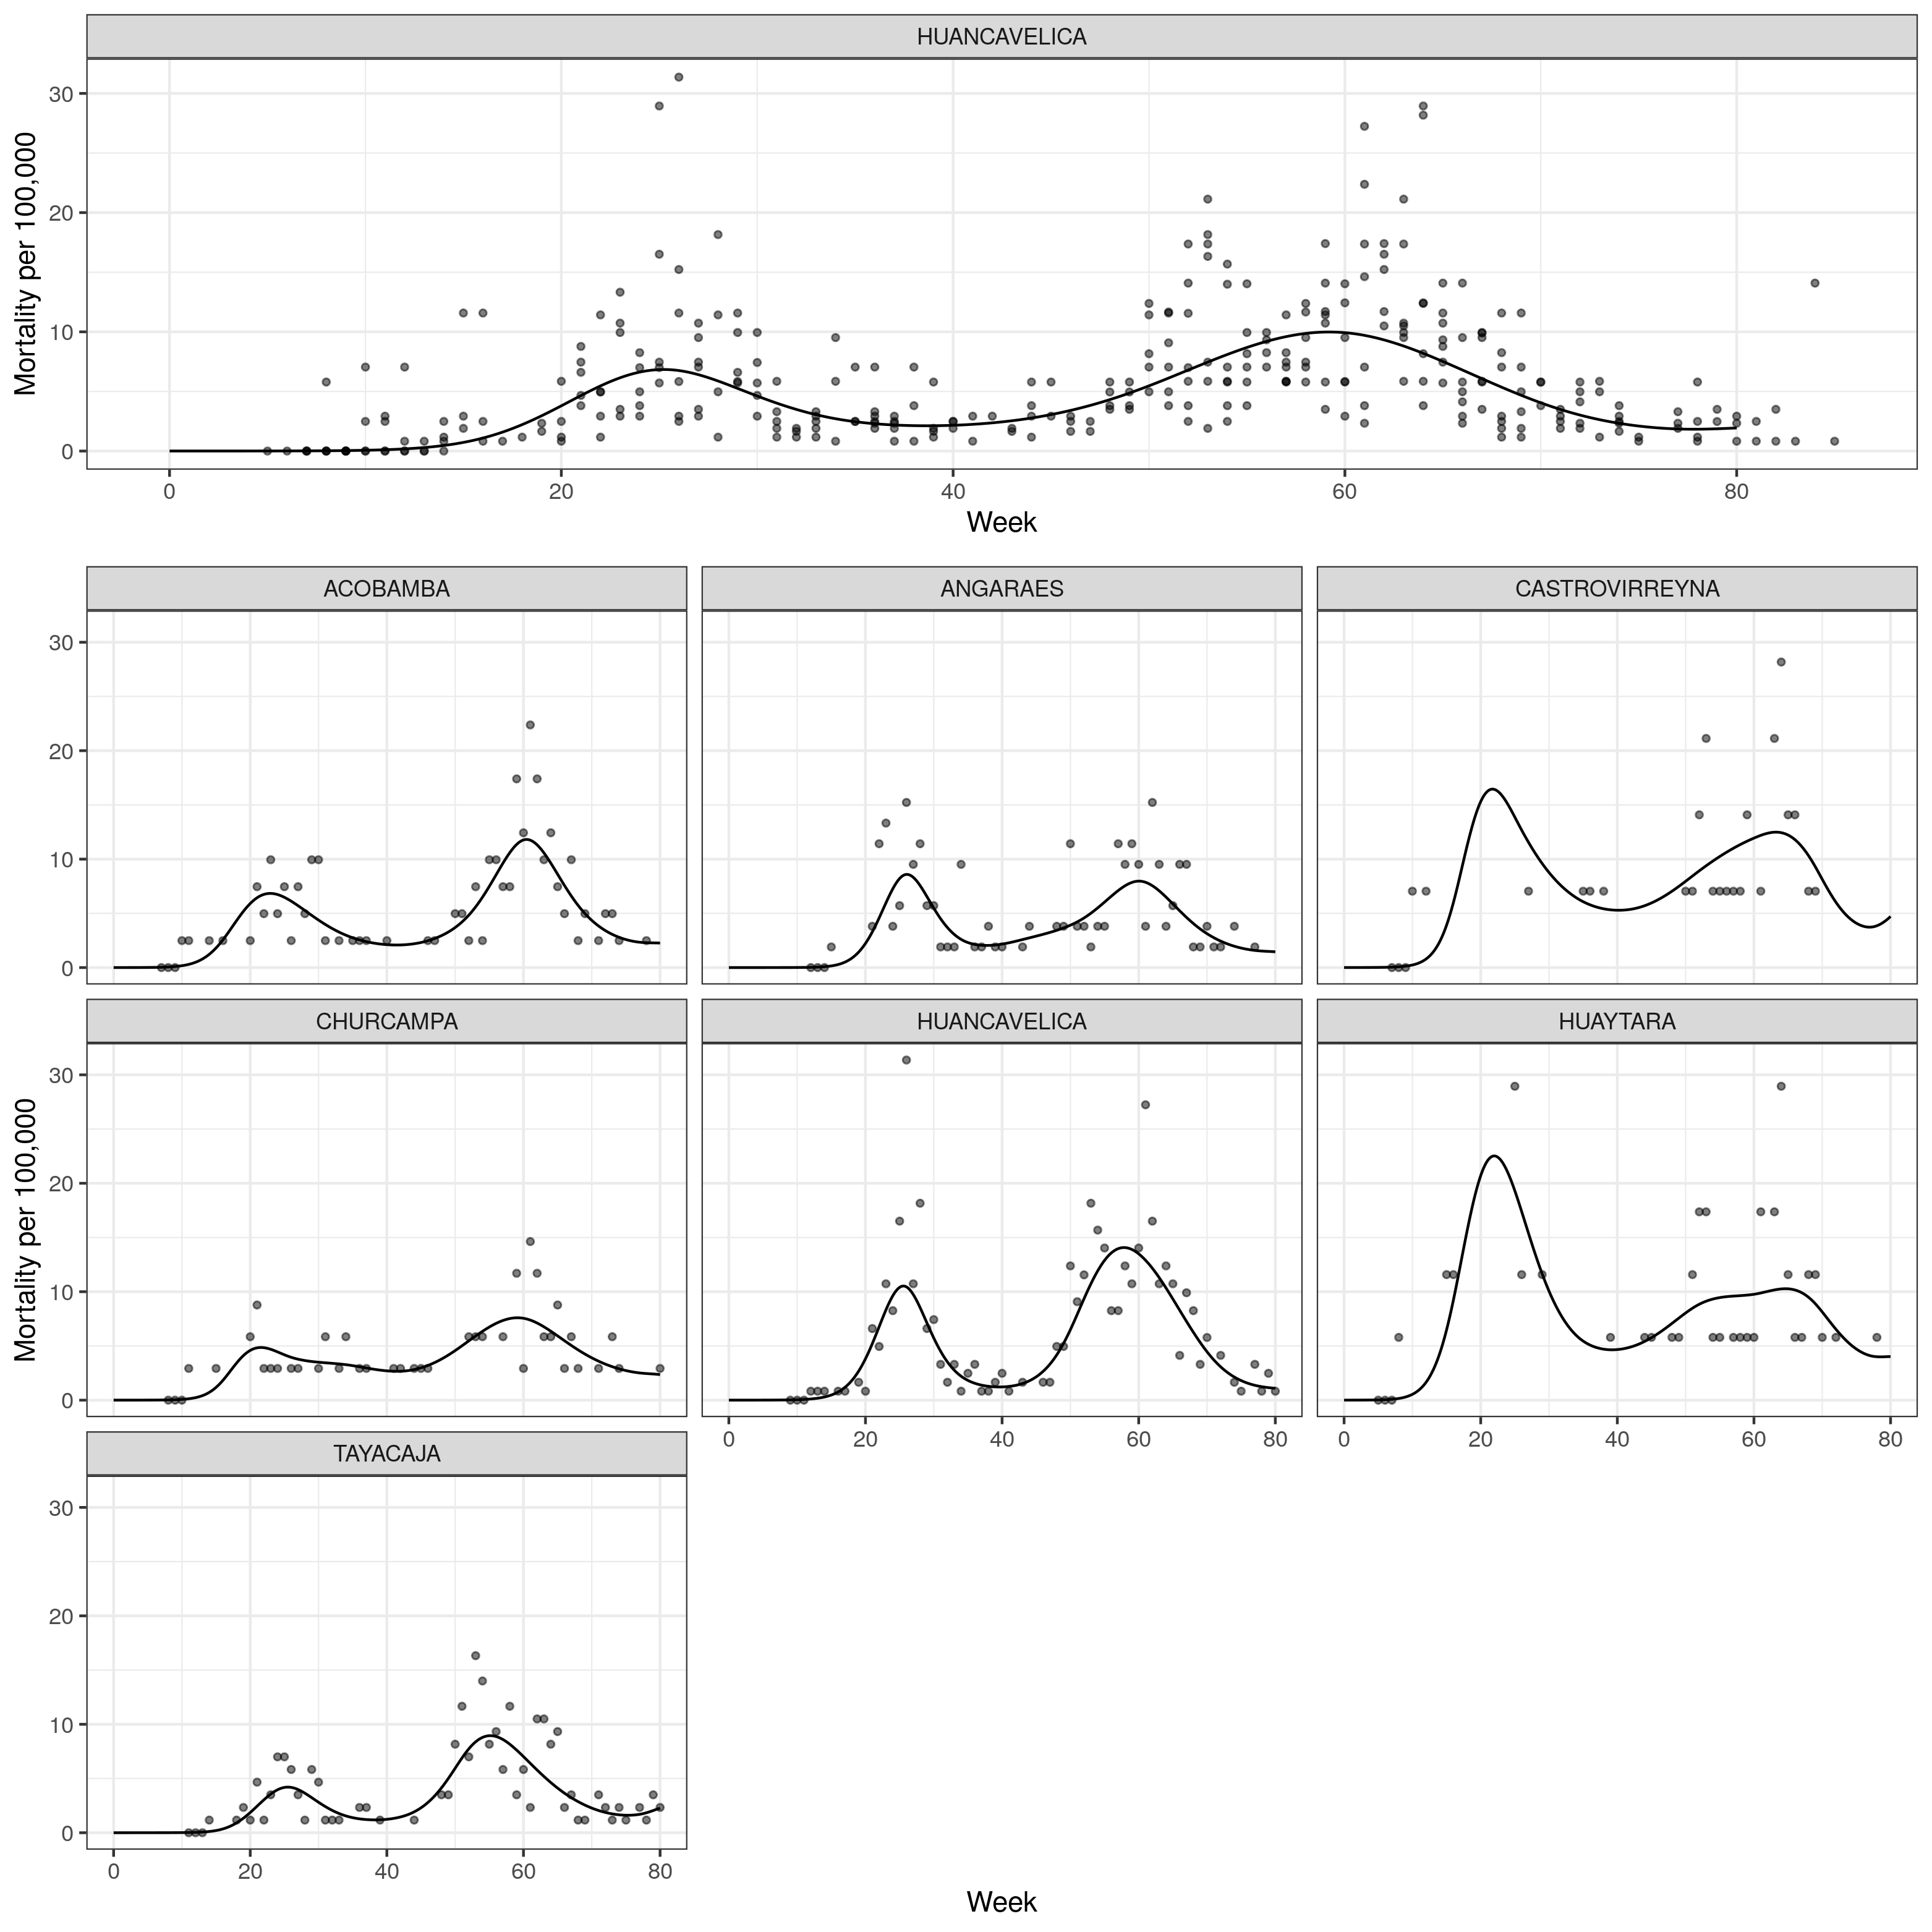 HUANCAVELICA
Mortality per 100,000
30
20
10
0
0 20 40 60 80
Week
ACOBAMBA ANGARAES CASTROVIRREYNA
30
20
10
0
CHURCAMPA HUANCAVELICA HUAYTARA
Mortality per 100,000
30
20
10
0
0 20 40 60 80 0 20 40 60 80
TAYACAJA
30
20
10
0
0 20 40 60 80
Week